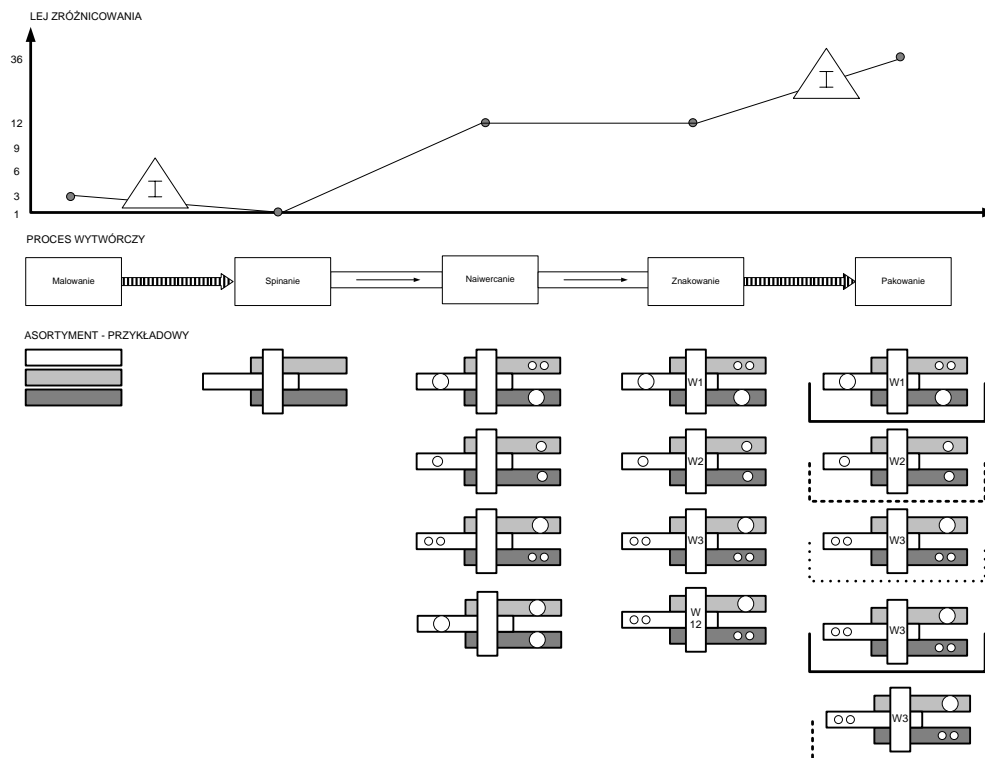 LEJ ZRÓŻNICOWANIA
36
12
9
6
3
1
I
I
PROCES WYTWÓRCZY
Malowanie
Spinanie
Naiwercanie
Znakowanie
Pakowanie
ASORTYMENT - PRZYKŁADOWY
W1
W1
W2
W2
W3
W3
W
12
W3
W3